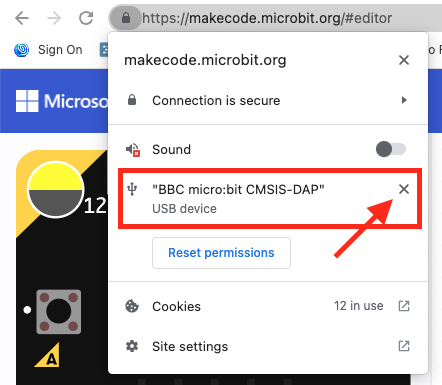 https://makecode.microbit.org/#editor
Sign On
makecode.microbit.org
Microso
Connection is secure
Sound
12
"BBC micro:bit CMSIS-DAP"
USB device
Reset permissions
Cookies 12 in use
A
Site settings